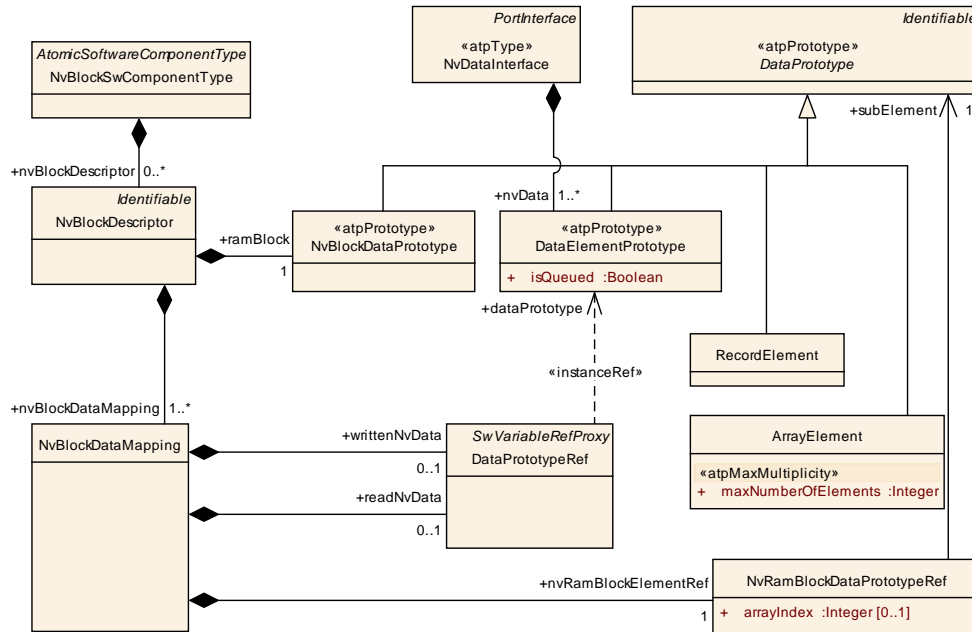 AtomicSoftwareComponentType
NvBlockSwComponentType
PortInterface
«atpType»
NvDataInterface
Identifiable
«atpPrototype»
DataPrototype
+subElement 1
+nvBlockDescriptor 0..*
Identifiable
NvBlockDescriptor
+ramBlock
1
«atpPrototype»
NvBlockDataPrototype
+nvData 1..*
«atpPrototype»
DataElementPrototype
+ isQueued :Boolean
+dataPrototype
«instanceRef»
RecordElement
+nvBlockDataMapping 1..*
NvBlockDataMapping
+writtenNvData
0..1
+readNvData
0..1
SwVariableRefProxy
DataPrototypeRef
ArrayElement
«atpMaxMultiplicity»
+ maxNumberOfElements :Integer
+nvRamBlockElementRef
1
NvRamBlockDataPrototypeRef
+ arrayIndex :Integer [0..1]